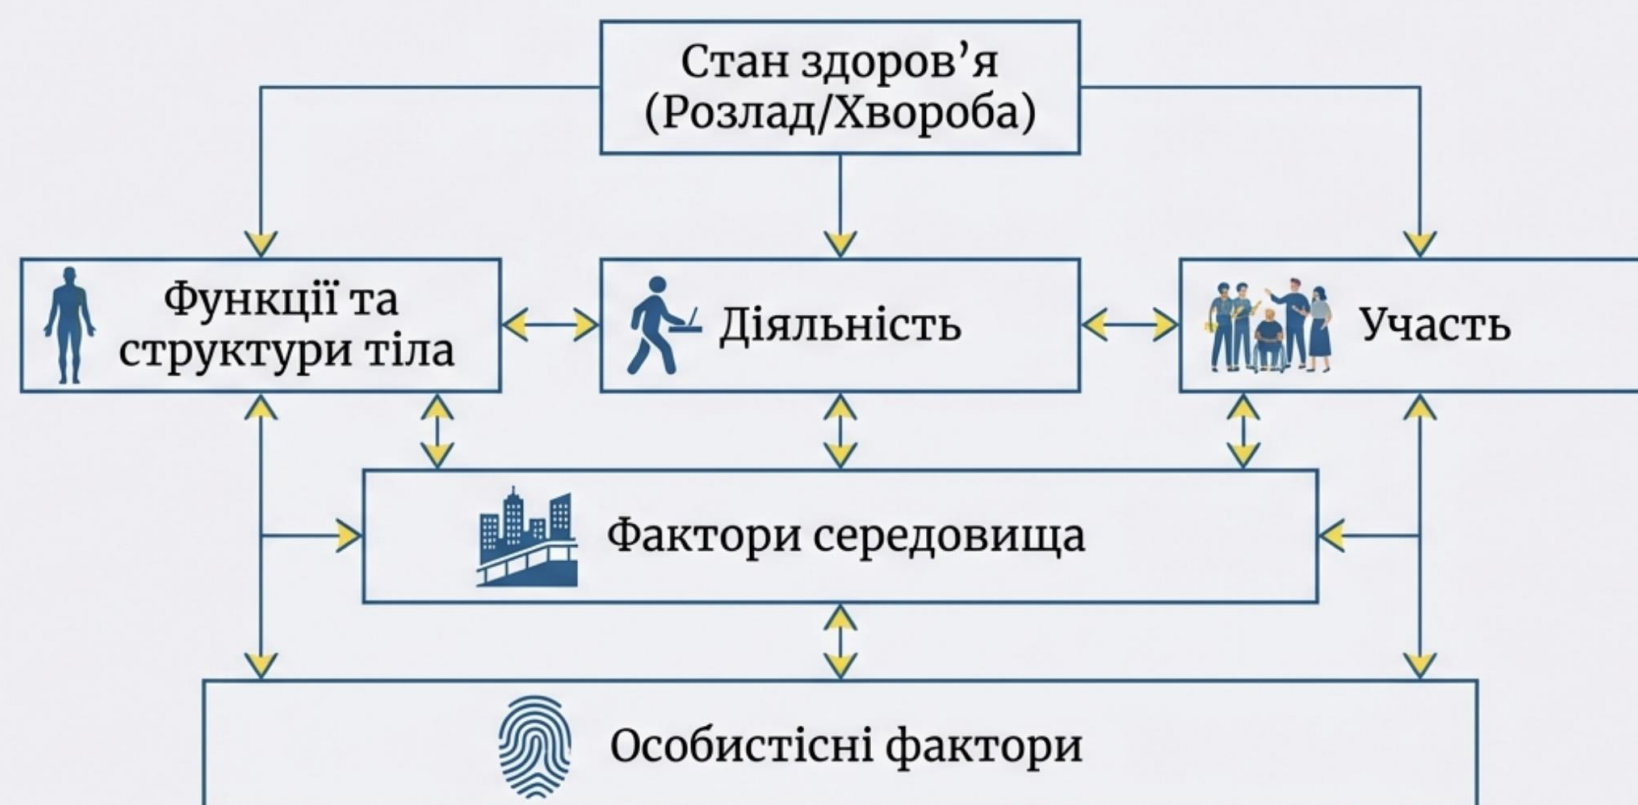 Стан здоров’я
(Розлад/Хвороба)
Функції та
структури тіла
Діяльність
Участь
Фактори середовища
Особистісні фактори